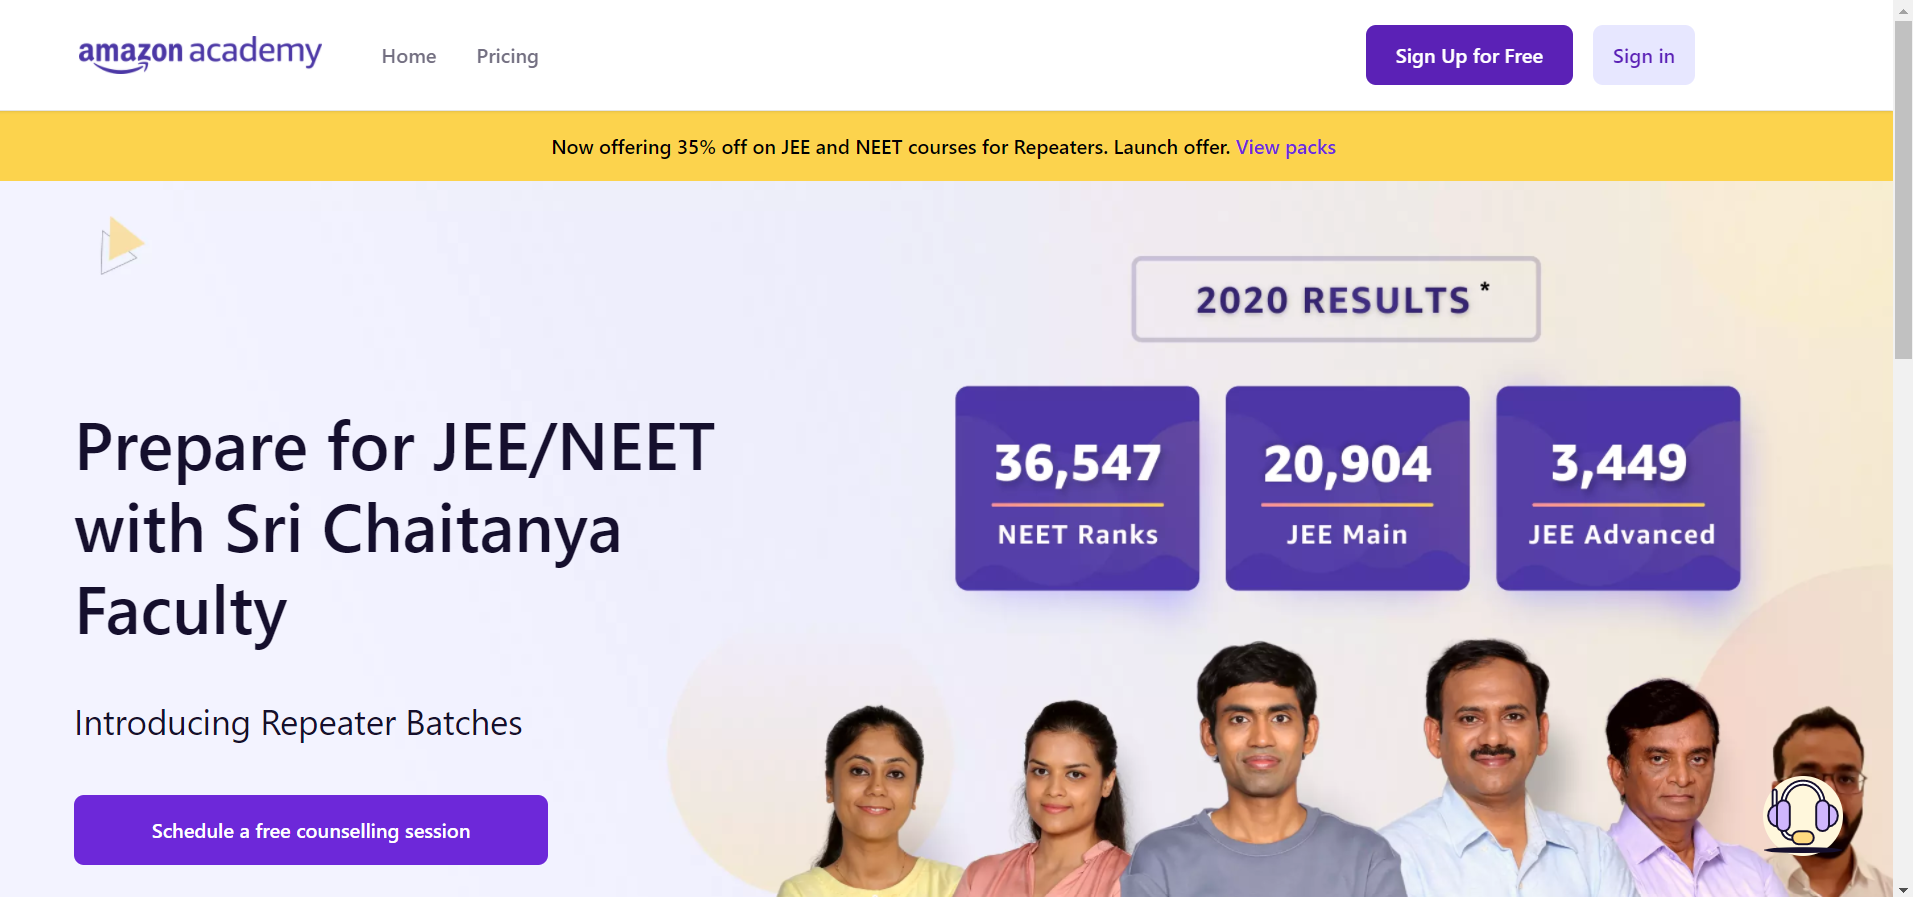 amazon academy
Home
Pricing
Sign Up for Free
Sign in
Now offering 35% off on JEE and NEET courses for Repeaters. Launch offer. View packs
2020 RESULTS *
36,547
NEET Ranks
20,904
JEE Main
3,449
JEE Advanced
Prepare for JEE/NEET
with Sri Chaitanya
Faculty
Introducing Repeater Batches
Schedule a free counselling session